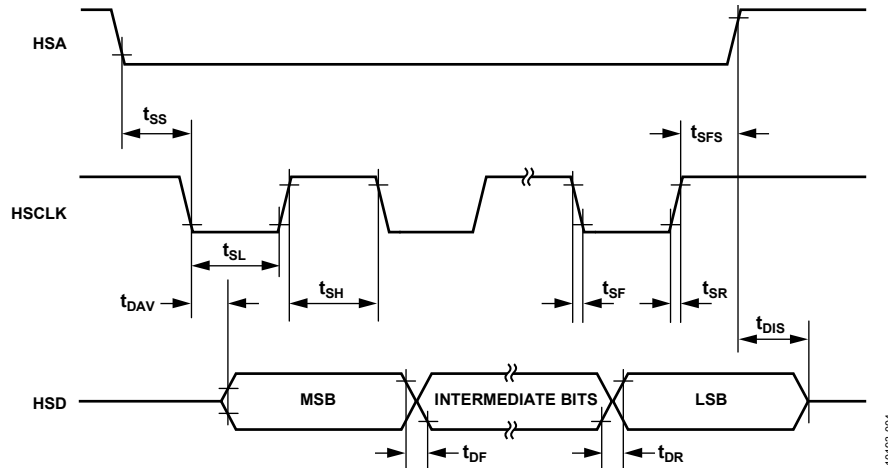 HSA
tSS
tSFS
HSCLK
tSL
tSH
tSF
tSR
tDAV
tDIS
HSD
MSB
INTERMEDIATE BITS
LSB
tDF
tDR